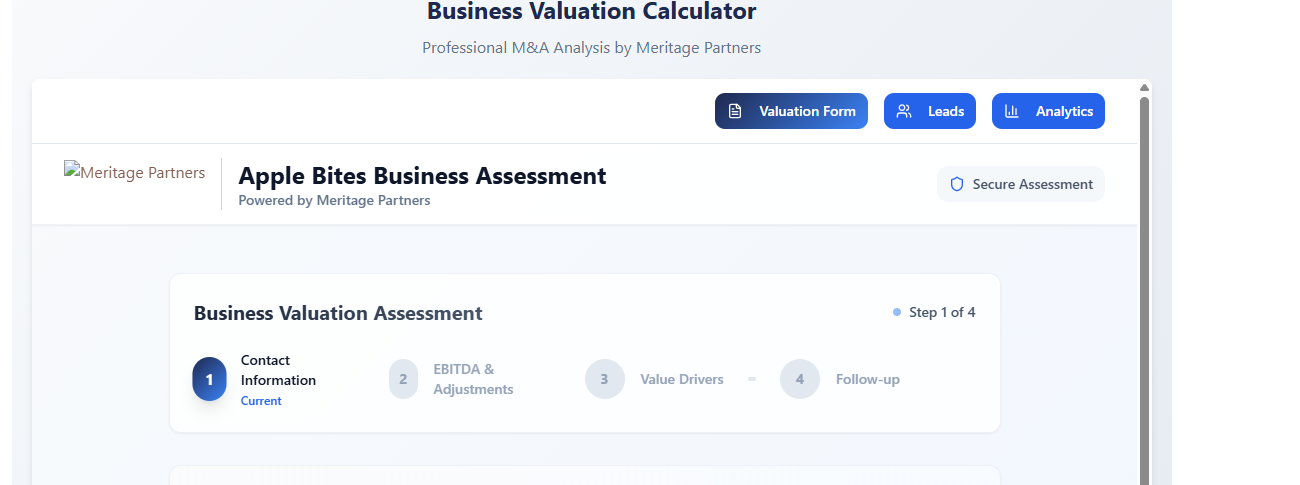 Business Valuation Calculator
Professional M&A Analysis by Meritage Partners
Valuation Form
Leads
Analytics
Meritage Partners
Apple Bites Business Assessment
Powered by Meritage Partners
Secure Assessment
Business Valuation Assessment
Step 1 of 4
1
Contact
Information
Current
2
EBITDA &
Adjustments
3
Value Drivers
4
Follow-up